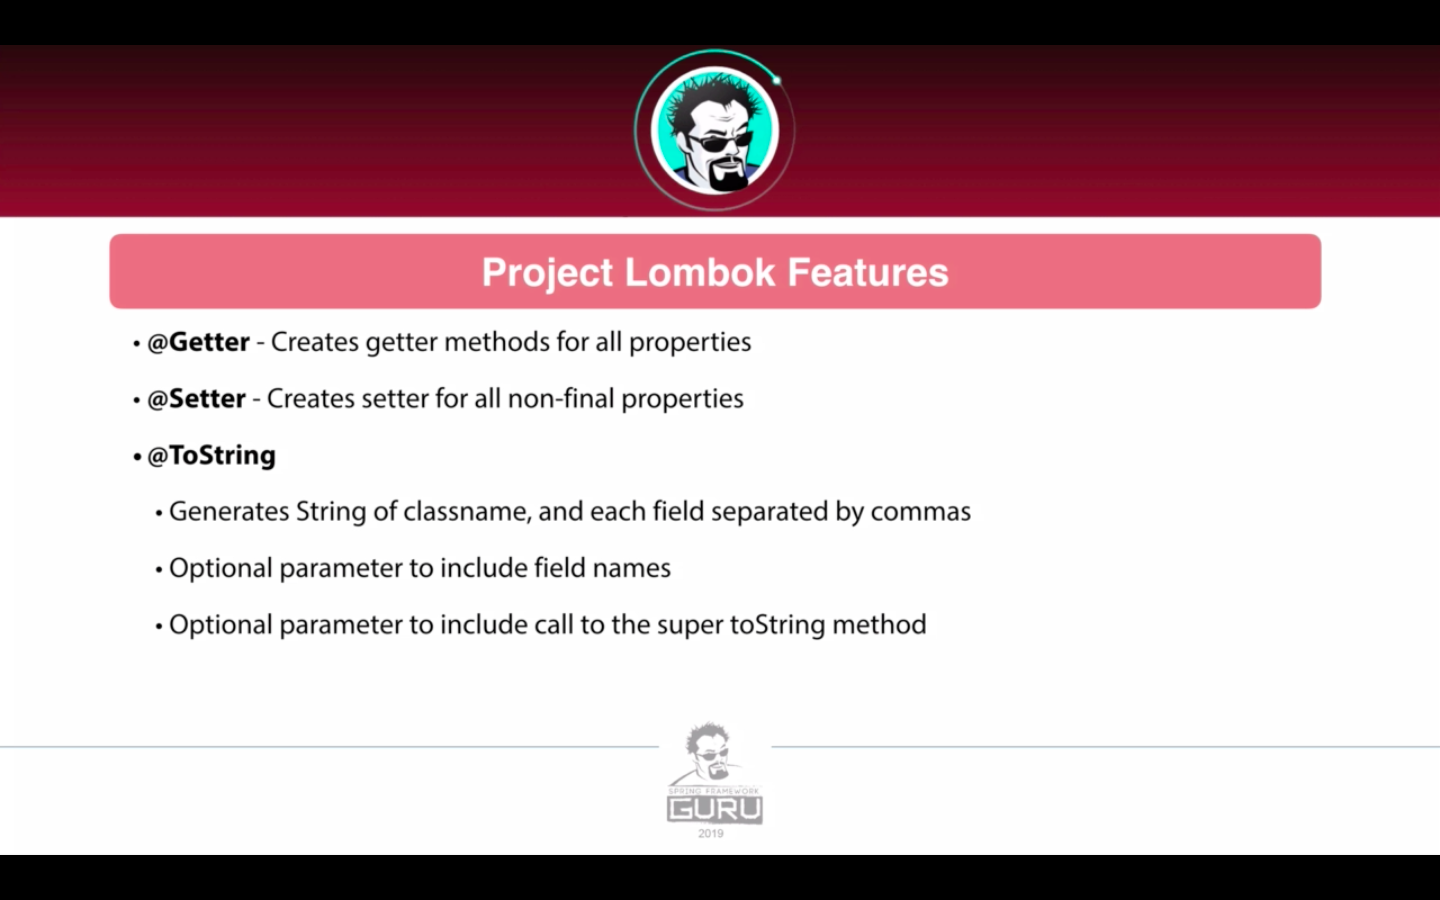 Project Lombok Features
• @Getter - Creates getter methods for all properties
• @Setter - Creates setter for all non-final properties
• @ToString
• Generates String of classname, and each field separated by commas
• Optional parameter to include field names
• Optional parameter to include call to the super toString method
SPRING FRAMEWORK
GURU
2019